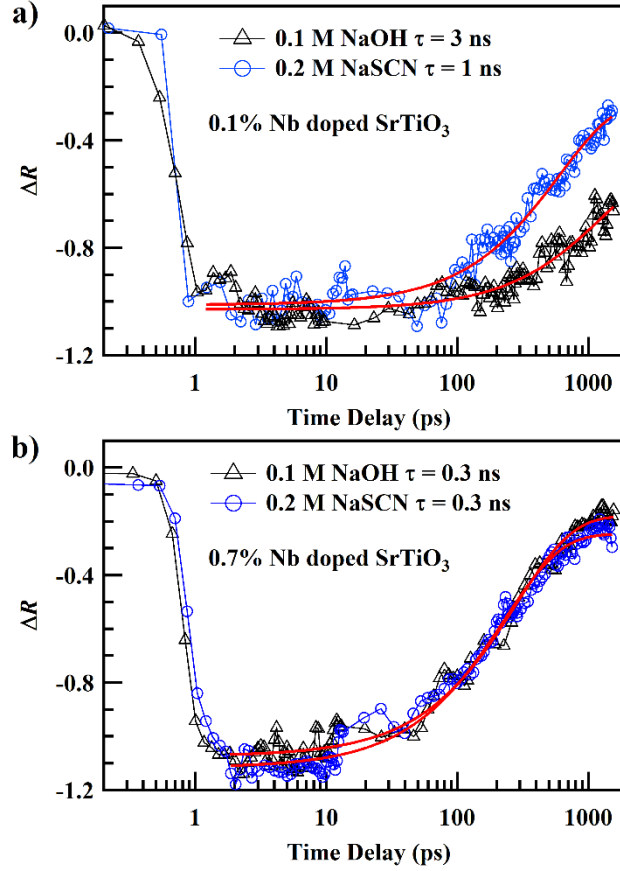 a)
0.0
-0.4
-0.8
-1.2
ΔR
0.1 M NaOH τ = 3 ns
0.2 M NaSCN τ = 1 ns
0.1% Nb doped SrTiO₃
1
10
100
1000
Time Delay (ps)
b)
0.0
-0.4
-0.8
-1.2
ΔR
0.1 M NaOH τ = 0.3 ns
0.2 M NaSCN τ = 0.3 ns
0.7% Nb doped SrTiO₃
1
10
100
1000
Time Delay (ps)